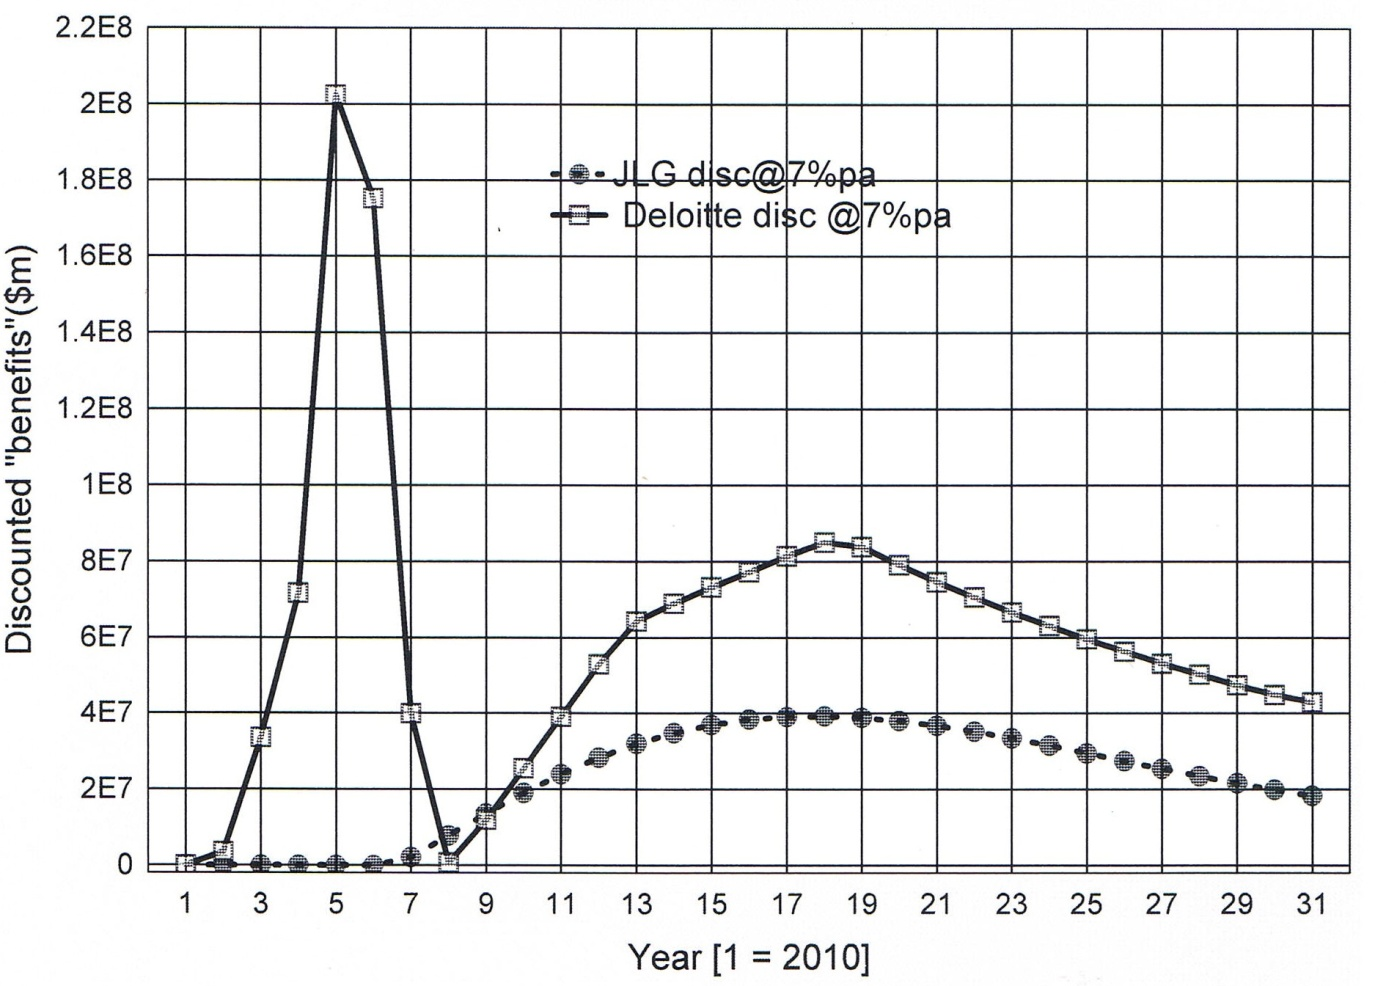 2.2E8
2E8
1.8E8
1.6E8
1.4E8
1.2E8
1E8
8E7
6E7
4E7
2E7
0
Discounted "benefits"($m)
JLG disc@7%pa
Deloitte disc @7%pa
1 3 5 7 9 11 13 15 17 19 21 23 25 27 29 31
Year [1 = 2010]